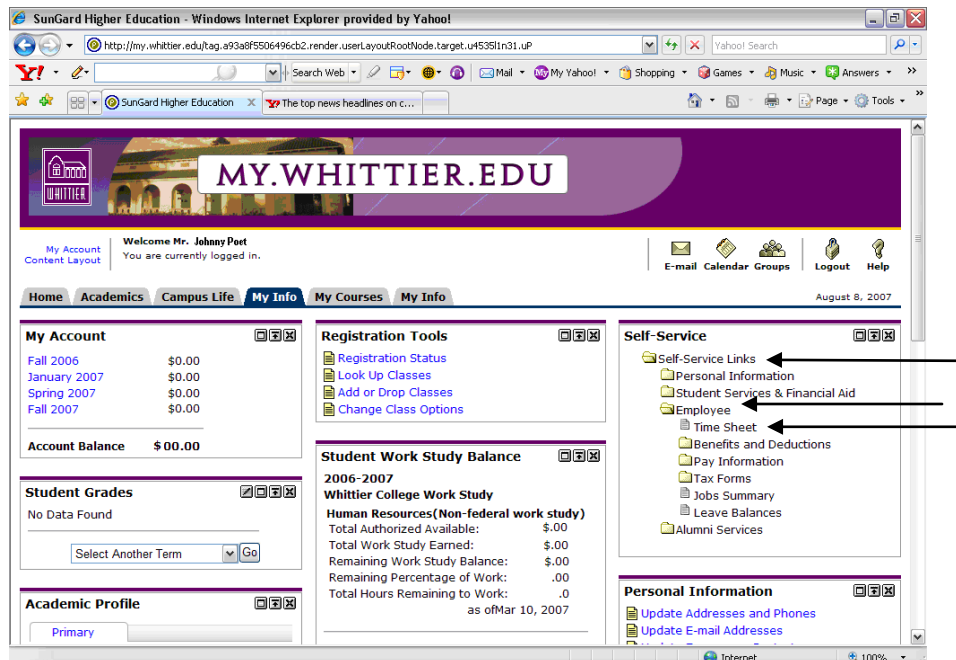 SunGard Higher Education - Windows Internet Explorer provided by Yahoo!
http://my.whittier.edu/tag.a93a8f5506496cb2.render.userLayoutRootNode.target.u4535l1n31.uP
Yahoo! Search
Y! Search Web Mail My Yahoo! Shopping Games Music Answers
SunGard Higher Education The top news headlines on c... Page Tools
WHITTIER
MY.WHITTIER.EDU
My Account
Content Layout
Welcome Mr. Johnny Poet
You are currently logged in.
E-mail Calendar Groups Logout Help
Home Academics Campus Life My Info My Courses My Info August 8, 2007
My Account
Fall 2006 $0.00
January 2007 $0.00
Spring 2007 $0.00
Fall 2007 $0.00
Account Balance $ 00.00
Student Grades
No Data Found
Select Another Term Go
Academic Profile
Primary
Registration Tools
Registration Status
Look Up Classes
Add or Drop Classes
Change Class Options
Student Work Study Balance
2006-2007
Whittier College Work Study
Human Resources(Non-federal work study)
Total Authorized Available: $.00
Total Work Study Earned: $.00
Remaining Work Study Balance: $.00
Remaining Percentage of Work: .00
Total Hours Remaining to Work: .0
as ofMar 10, 2007
Self-Service
Self-Service Links
Personal Information
Student Services & Financial Aid
Employee
Time Sheet
Benefits and Deductions
Pay Information
Tax Forms
Jobs Summary
Leave Balances
Alumni Services
Personal Information
Update Addresses and Phones
Update E-mail Addresses
Internet 100%